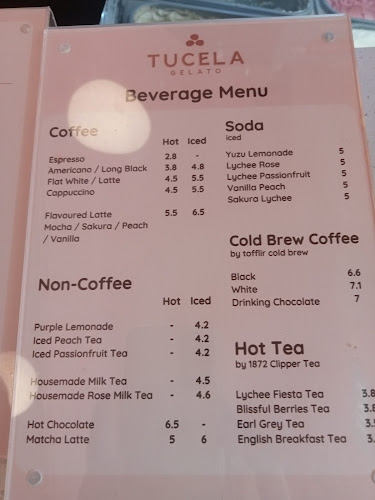 TUCELA
GELATO
Beverage Menu
Coffee
Hot Iced
Espresso 2.8 -
Americano / Long Black 3.8 4.8
Flat White / Latte 4.5 5.5
Cappuccino 4.5 5.5
Flavoured Latte 5.5 6.5
Mocha / Sakura / Peach
/ Vanilla
Non-Coffee
Hot Iced
Purple Lemonade - 4.2
Iced Peach Tea - 4.2
Iced Passionfruit Tea - 4.2
Housemade Milk Tea - 4.5
Housemade Rose Milk Tea - 4.6
Hot Chocolate 6.5 -
Matcha Latte 5 6
Soda
iced
Yuzu Lemonade 5
Lychee Rose 5
Lychee Passionfruit 5
Vanilla Peach 5
Sakura Lychee 5
Cold Brew Coffee
by tofflir cold brew
Black 6.6
White 7.1
Drinking Chocolate 7
Hot Tea
by 1872 Clipper Tea
Lychee Fiesta Tea 3.8
Blissful Berries Tea 3.8
Earl Grey Tea
English Breakfast Tea